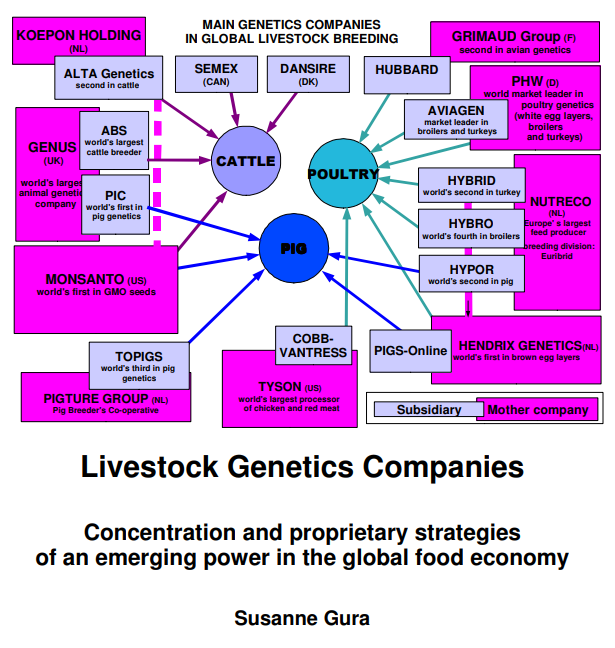 MAIN GENETICS COMPANIES
IN GLOBAL LIVESTOCK BREEDING
KOEPON HOLDING
(NL)
ALTA Genetics
second in cattle
SEMEX
(CAN)
DANSIRE
(DK)
HUBBARD
GRIMAUD Group (F)
second in avian genetics
PHW (D)
world market leader in
poultry genetics
(white egg layers,
broilers
and turkeys)
AVIAGEN
market leader in
broilers and turkeys
GENUS
(UK)
world's larges
animal genetic
company
ABS
world's largest
cattle breeder
PIC
world's first in
pig genetics
CATTLE
POULTRY
PIG
HYBRID
world's second in turkey
HYBRO
world's fourth in broilers
HYPOR
world's second in pig
NUTRECO
(NL)
Europe' s largest
feed producer
breeding division:
Euribrid
MONSANTO (US)
world's first in GMO seeds
TOPIGS
world's third in pig
genetics
PIGTURE GROUP (NL)
Pig Breeder's Co-operative
COBB-
VANTRESS
TYSON (US)
world's largest processor
of chicken and red meat
PIGS-Online
HENDRIX GENETICS(NL)
world's first in brown egg layers
Subsidiary
Mother company
Livestock Genetics Companies
Concentration and proprietary strategies
of an emerging power in the global food economy
Susanne Gura